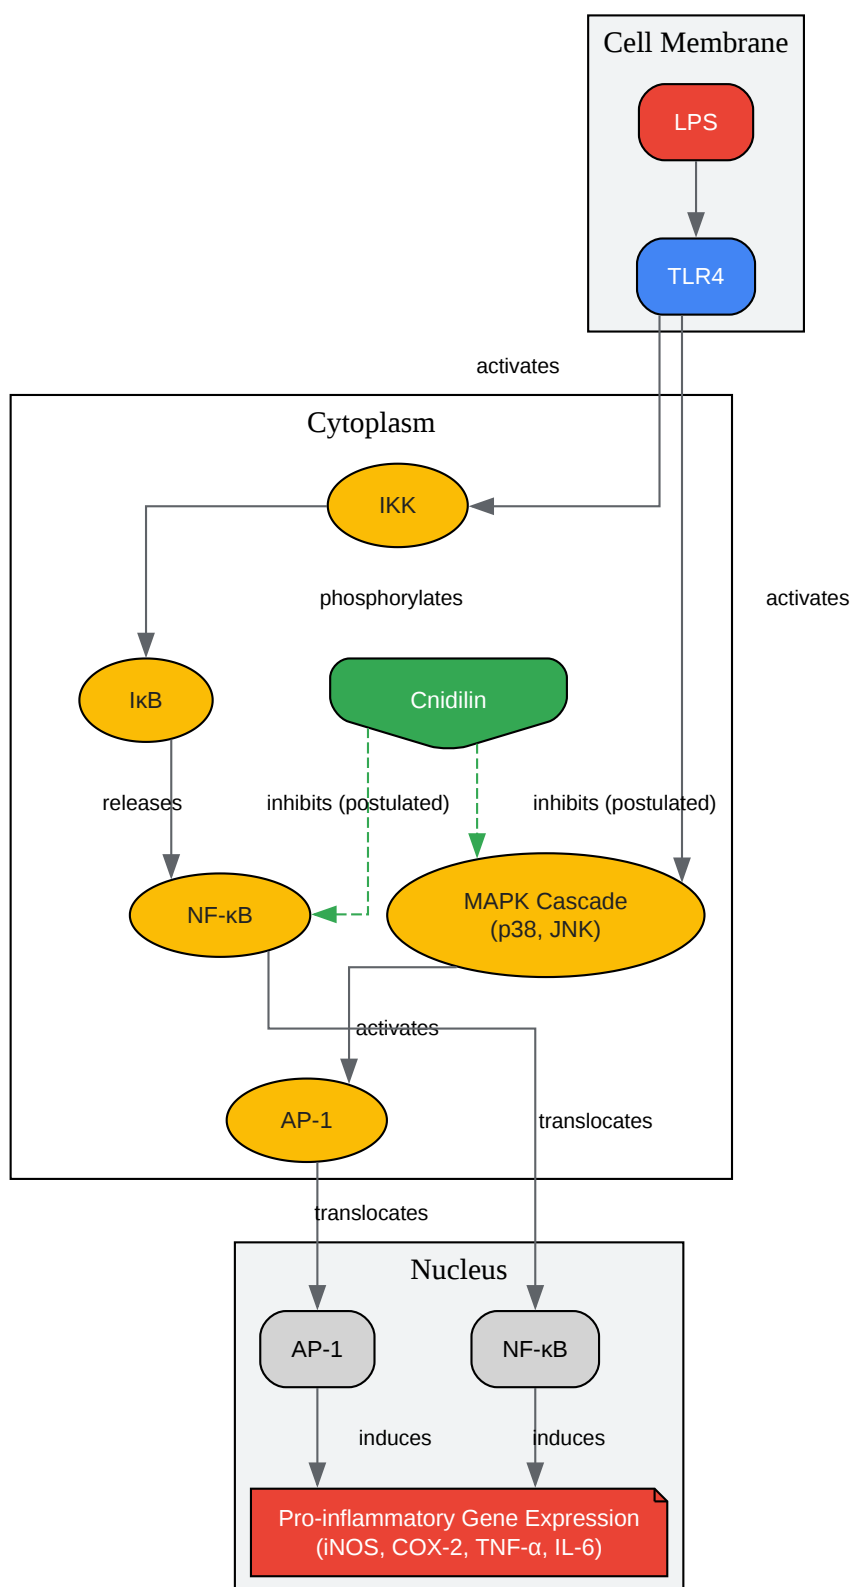 Cell Membrane
LPS
TLR4
activates
Cytoplasm
IKK
phosphorylates
activates
IκB
Cnidilin
releases
inhibits (postulated)
inhibits (postulated)
NF-κB
MAPK Cascade
(p38, JNK)
activates
AP-1
translocates
translocates
Nucleus
AP-1
NF-κB
induces
induces
Pro-inflammatory Gene Expression
(iNOS, COX-2, TNF-α, IL-6)